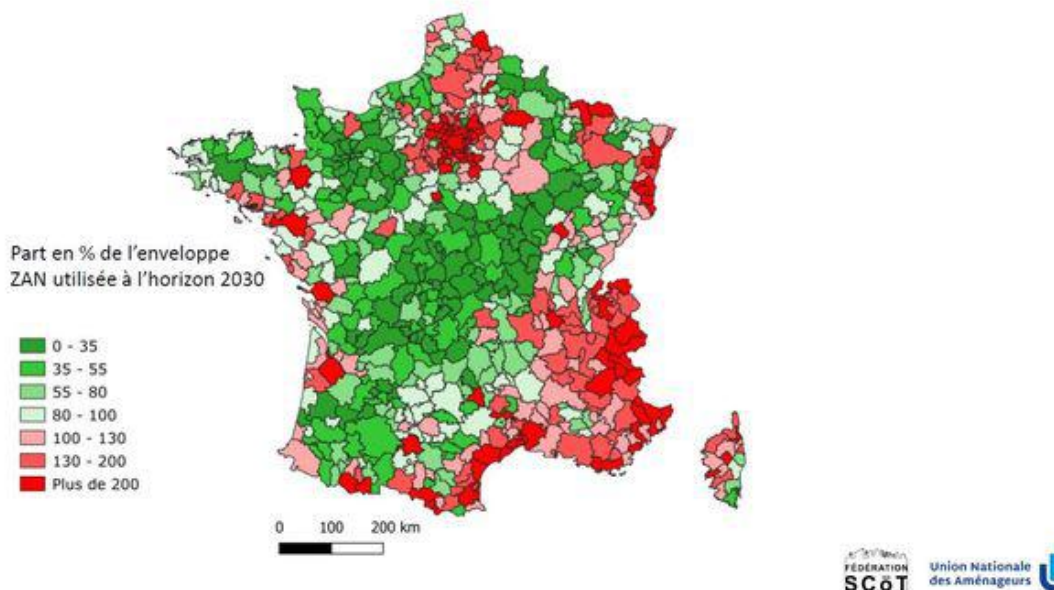 Part en % de l'enveloppe
ZAN utilisée à l'horizon 2030
0 - 35
35 - 55
55 - 80
80 - 100
100 - 130
130 - 200
Plus de 200
0 100 200 km
FÉDÉRATION
SCOT
Union Nationale
des Aménageurs